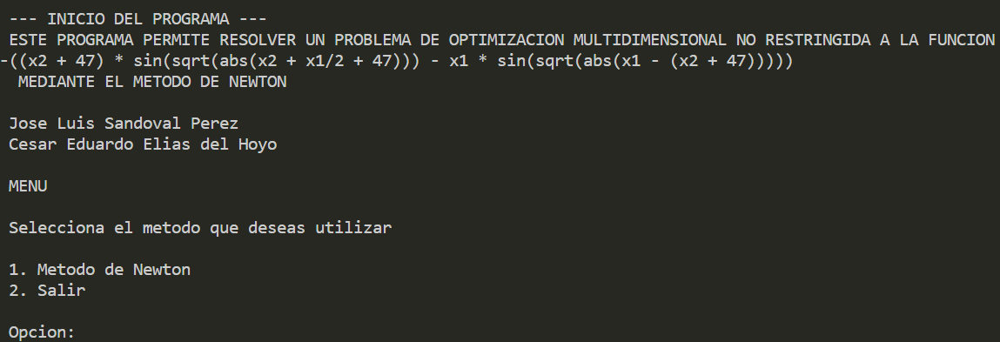 --- INICIO DEL PROGRAMA ---
ESTE PROGRAMA PERMITE RESOLVER UN PROBLEMA DE OPTIMIZACION MULTIDIMENSIONAL NO RESTRINGIDA A LA FUNCION
-((x2 + 47) * sin(sqrt(abs(x2 + x1/2 + 47))) - x1 * sin(sqrt(abs(x1 - (x2 + 47)))))
MEDIANTE EL METODO DE NEWTON
Jose Luis Sandoval Perez
Cesar Eduardo Elias del Hoyo
MENU
Selecciona el metodo que deseas utilizar
1. Metodo de Newton
2. Salir
Opcion: